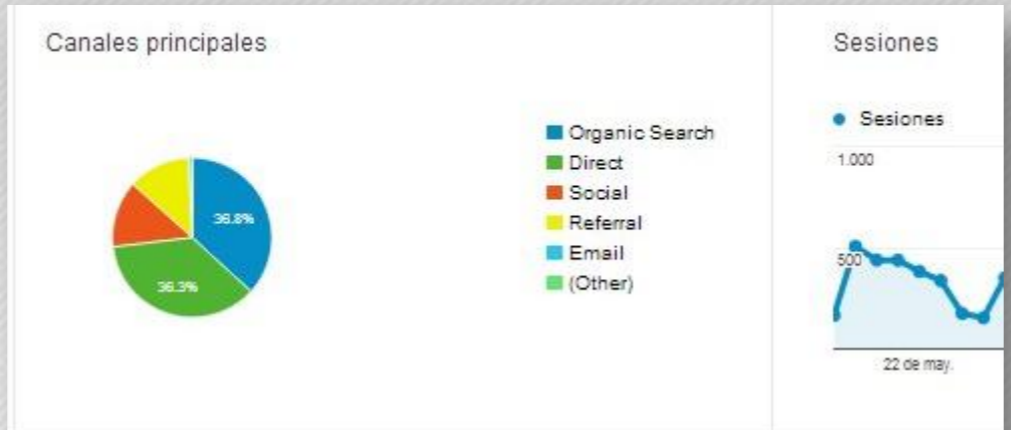 Canales principales
36.8%
36.3%
Organic Search
Direct
Social
Referral
Email
(Other)
Sesiones
Sesiones
1.000
500
22 de may.